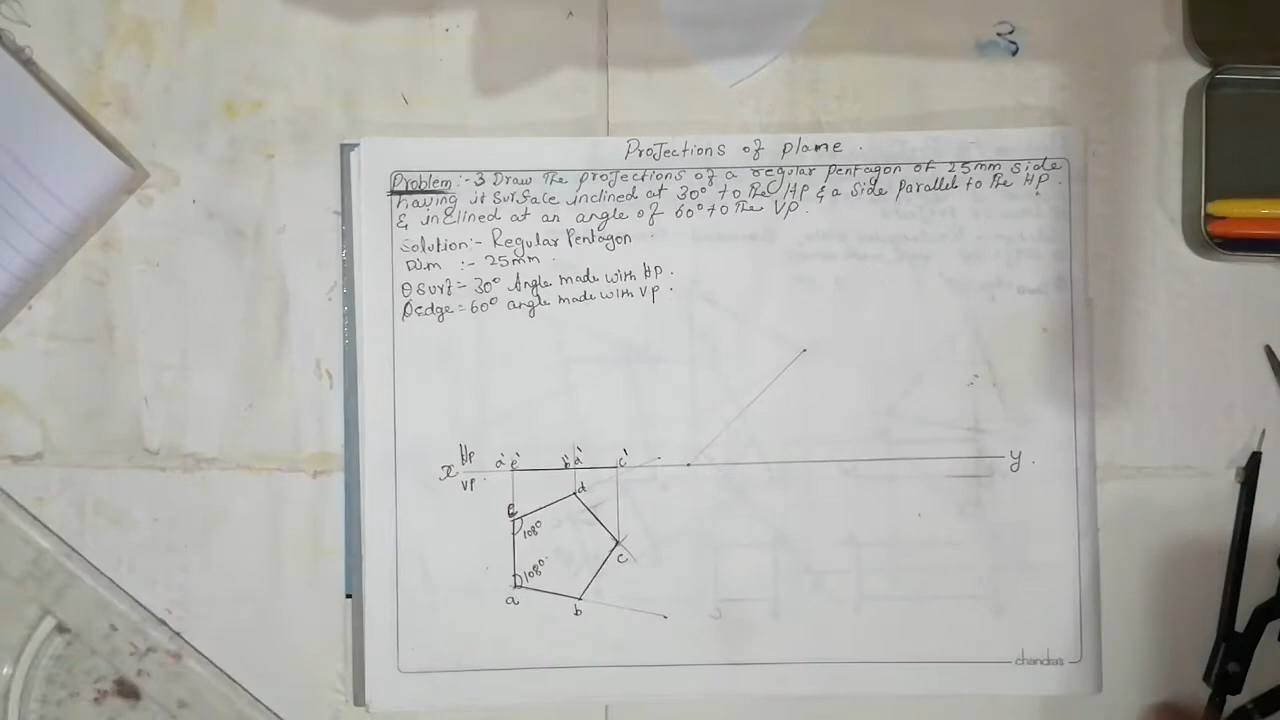 3
Projections of plame.
Problem:-3 Draw The projections of a regular Pentagon of 25mm side
having it Surface inclined at 30° to the HP & a Side Parallel to the HP.
& inclined at an angle of 60° to the VP.
Solution:- Regular Pentagon
Dim :- 25mm.
θ Surf = 30° Angle made with HP.
Øedge = 60° angle made with VP.
HP
x a' e' b' d' c' y.
VP.
d
e
108°
c
108°
a
b
chandra's